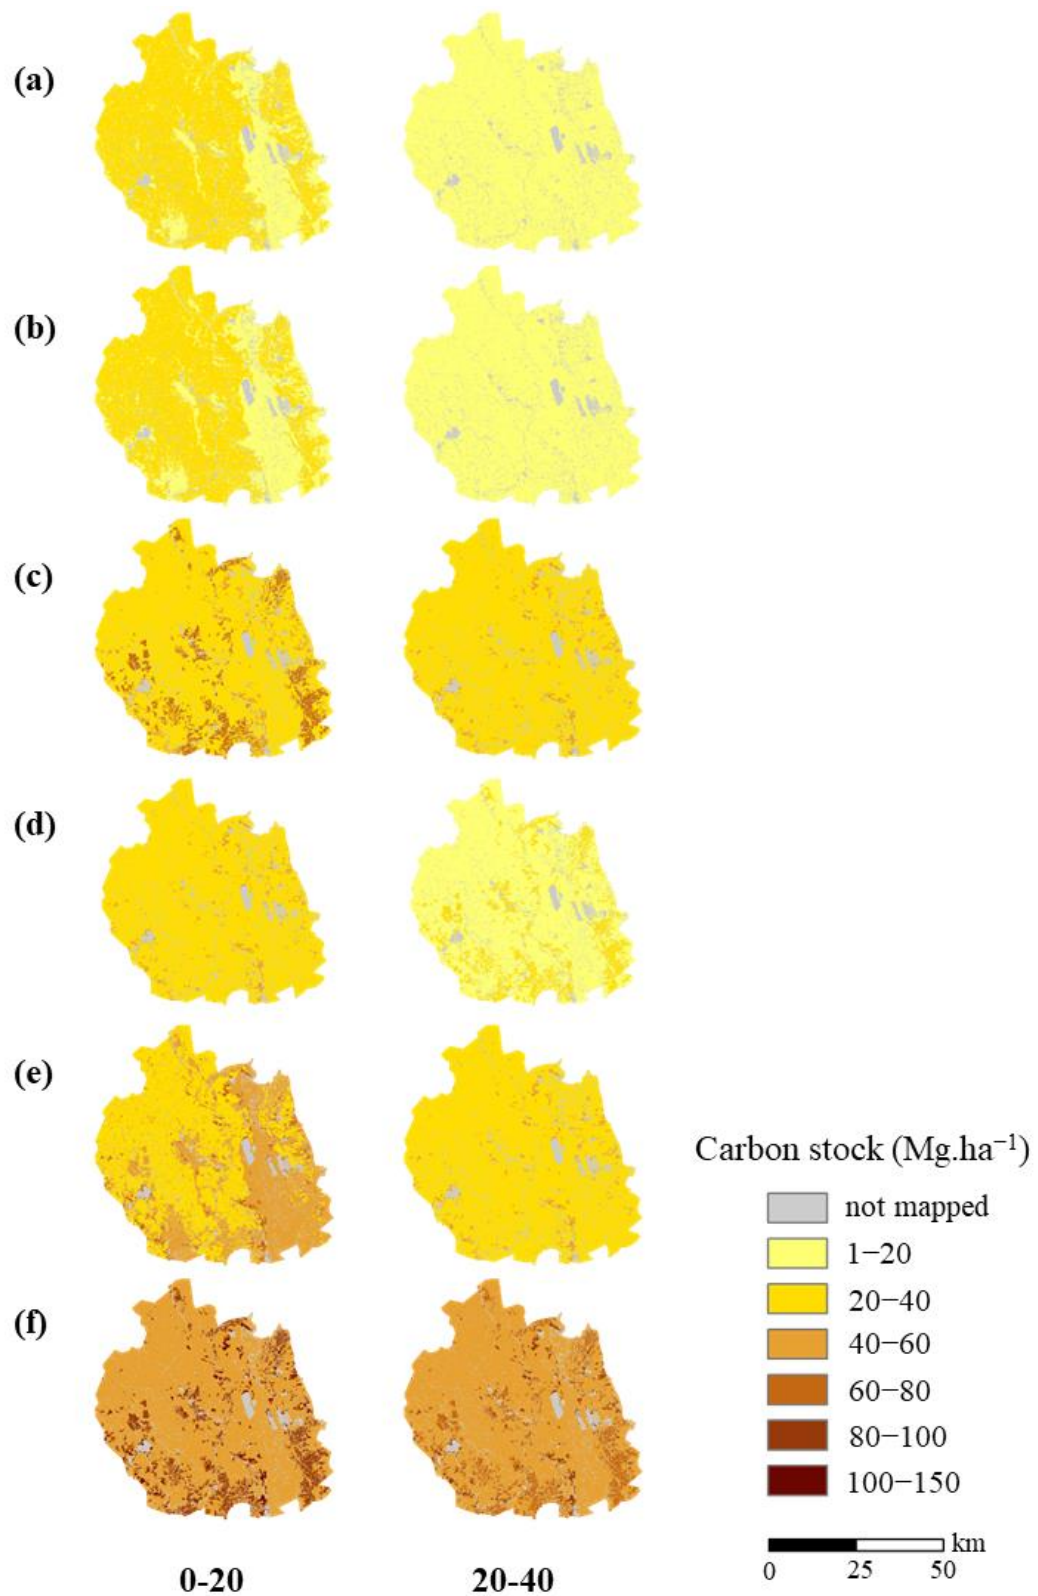 (a)
(b)
(c)
(d)
(e)
(f)
Carbon stock (Mg.ha⁻¹)
not mapped
1−20
20−40
40−60
60−80
80−100
100−150
km
0 25 50
0-20 20-40